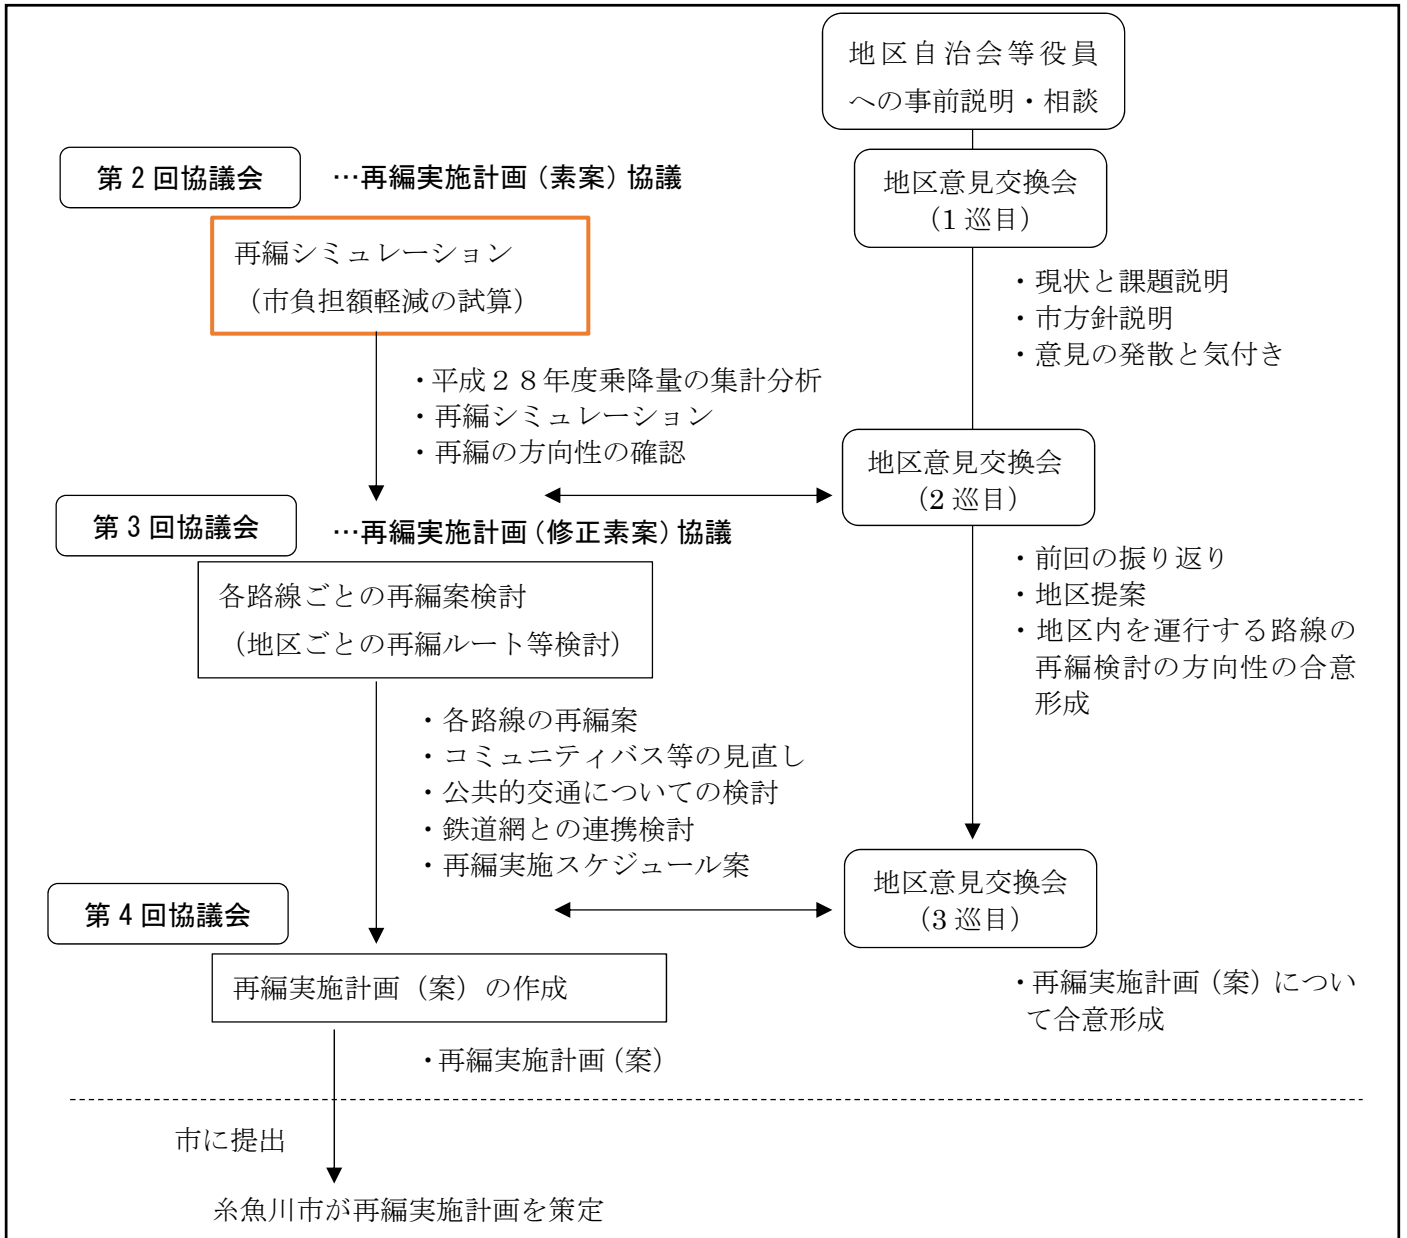 地区自治会等役員
への事前説明・相談
第２回協議会
…再編実施計画（素案）協議
地区意見交換会
（1 巡目）
再編シミュレーション
（市負担額軽減の試算）
・現状と課題説明
・市方針説明
・意見の発散と気付き
・平成２８年度乗降量の集計分析
・再編シミュレーション
・再編の方向性の確認
地区意見交換会
（2 巡目）
第３回協議会
…再編実施計画（修正素案）協議
各路線ごとの再編案検討
（地区ごとの再編ルート等検討）
・前回の振り返り
・地区提案
・地区内を運行する路線の
再編検討の方向性の合意
形成
・各路線の再編案
・コミュニティバス等の見直し
・公共的交通についての検討
・鉄道網との連携検討
・再編実施スケジュール案
地区意見交換会
（3 巡目）
第４回協議会
再編実施計画（案）の作成
・再編実施計画（案）につい
て合意形成
・再編実施計画（案）
市に提出
糸魚川市が再編実施計画を策定